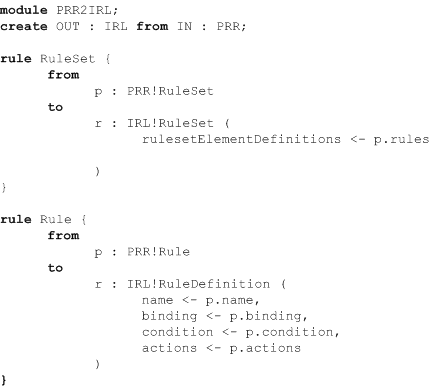 module PRR2IRL;
create OUT : IRL from IN : PRR;
rule RuleSet {
from
p : PRR!RuleSet
to
r : IRL!RuleSet (
rulesetElementDefinitions <- p.rules
)
}
rule Rule {
from
p : PRR!Rule
to
r : IRL!RuleDefinition (
name <- p.name,
binding <- p.binding,
condition <- p.condition,
actions <- p.actions
)
}